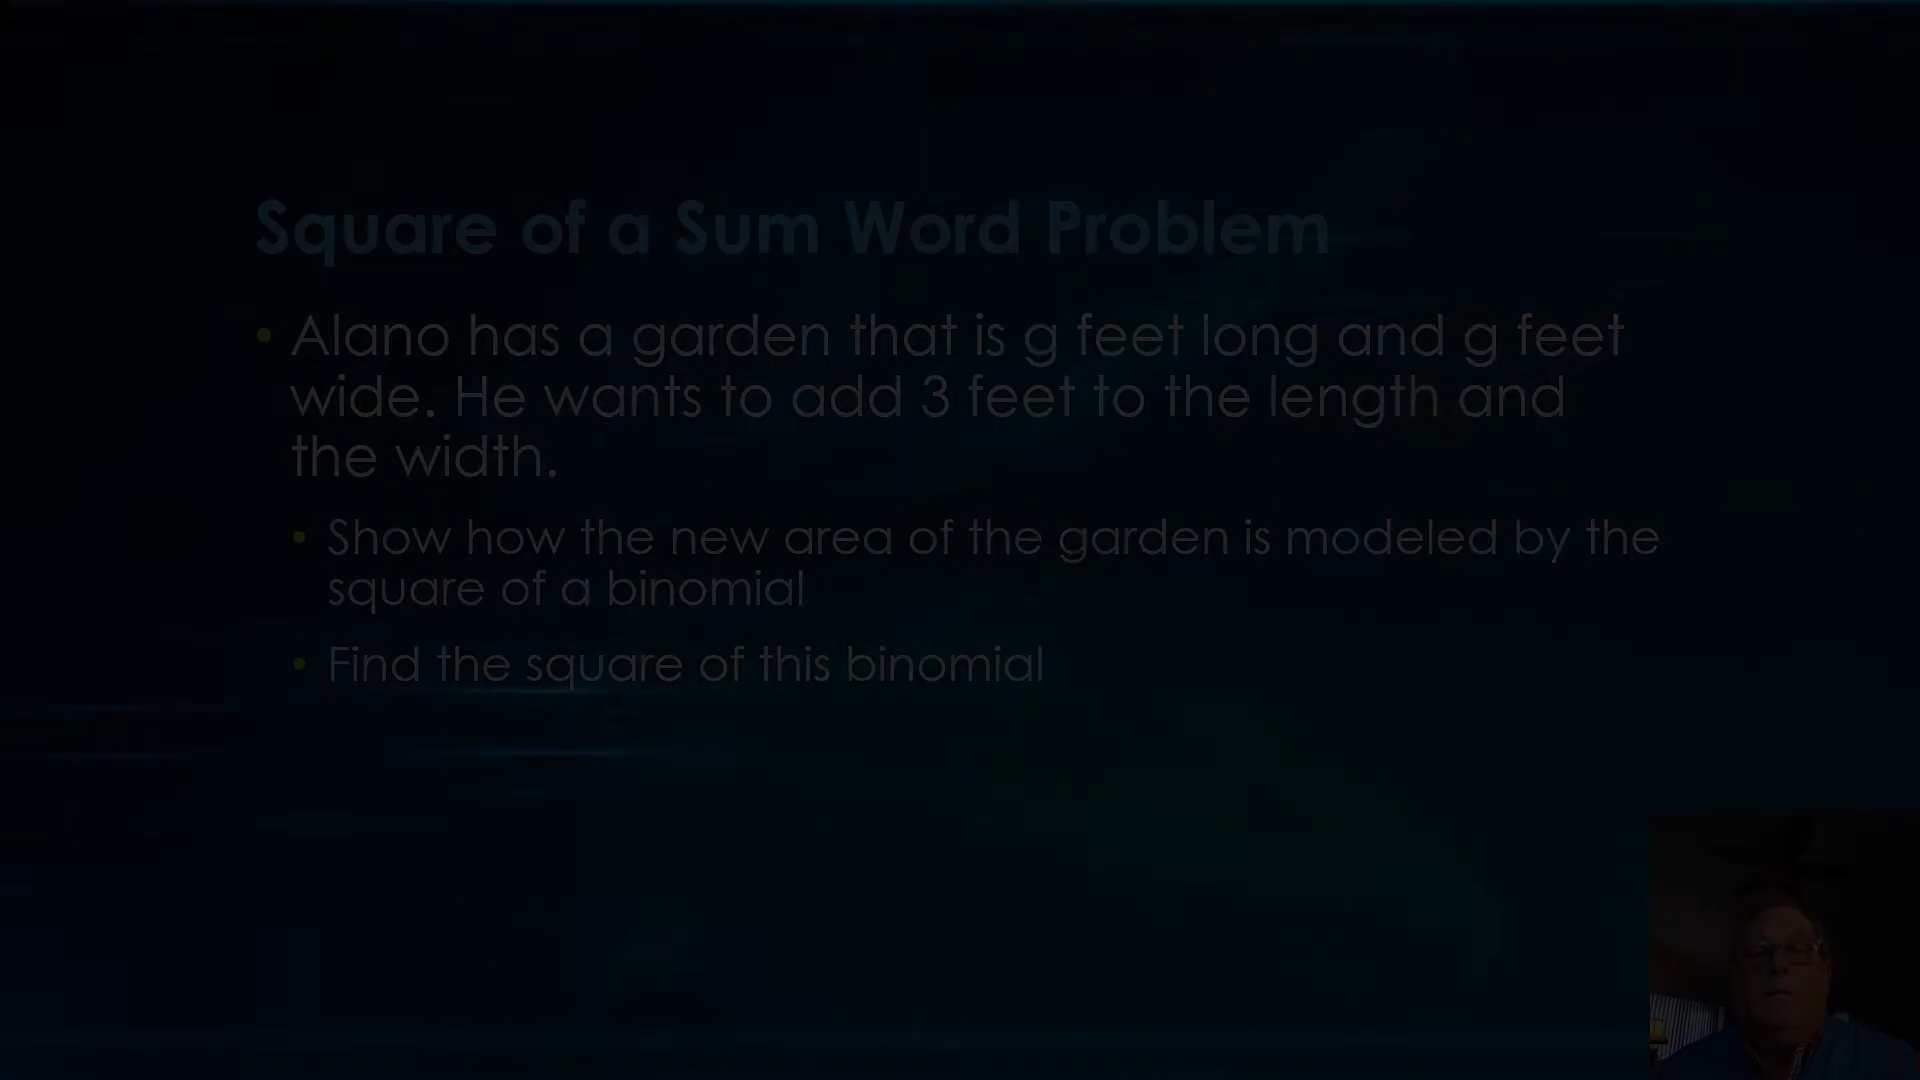 Square of a Sum Word Problem
• Alano has a garden that is g feet long and g feet
wide. He wants to add 3 feet to the length and
the width.
• Show how the new area of the garden is modeled by the
square of a binomial
• Find the square of this binomial